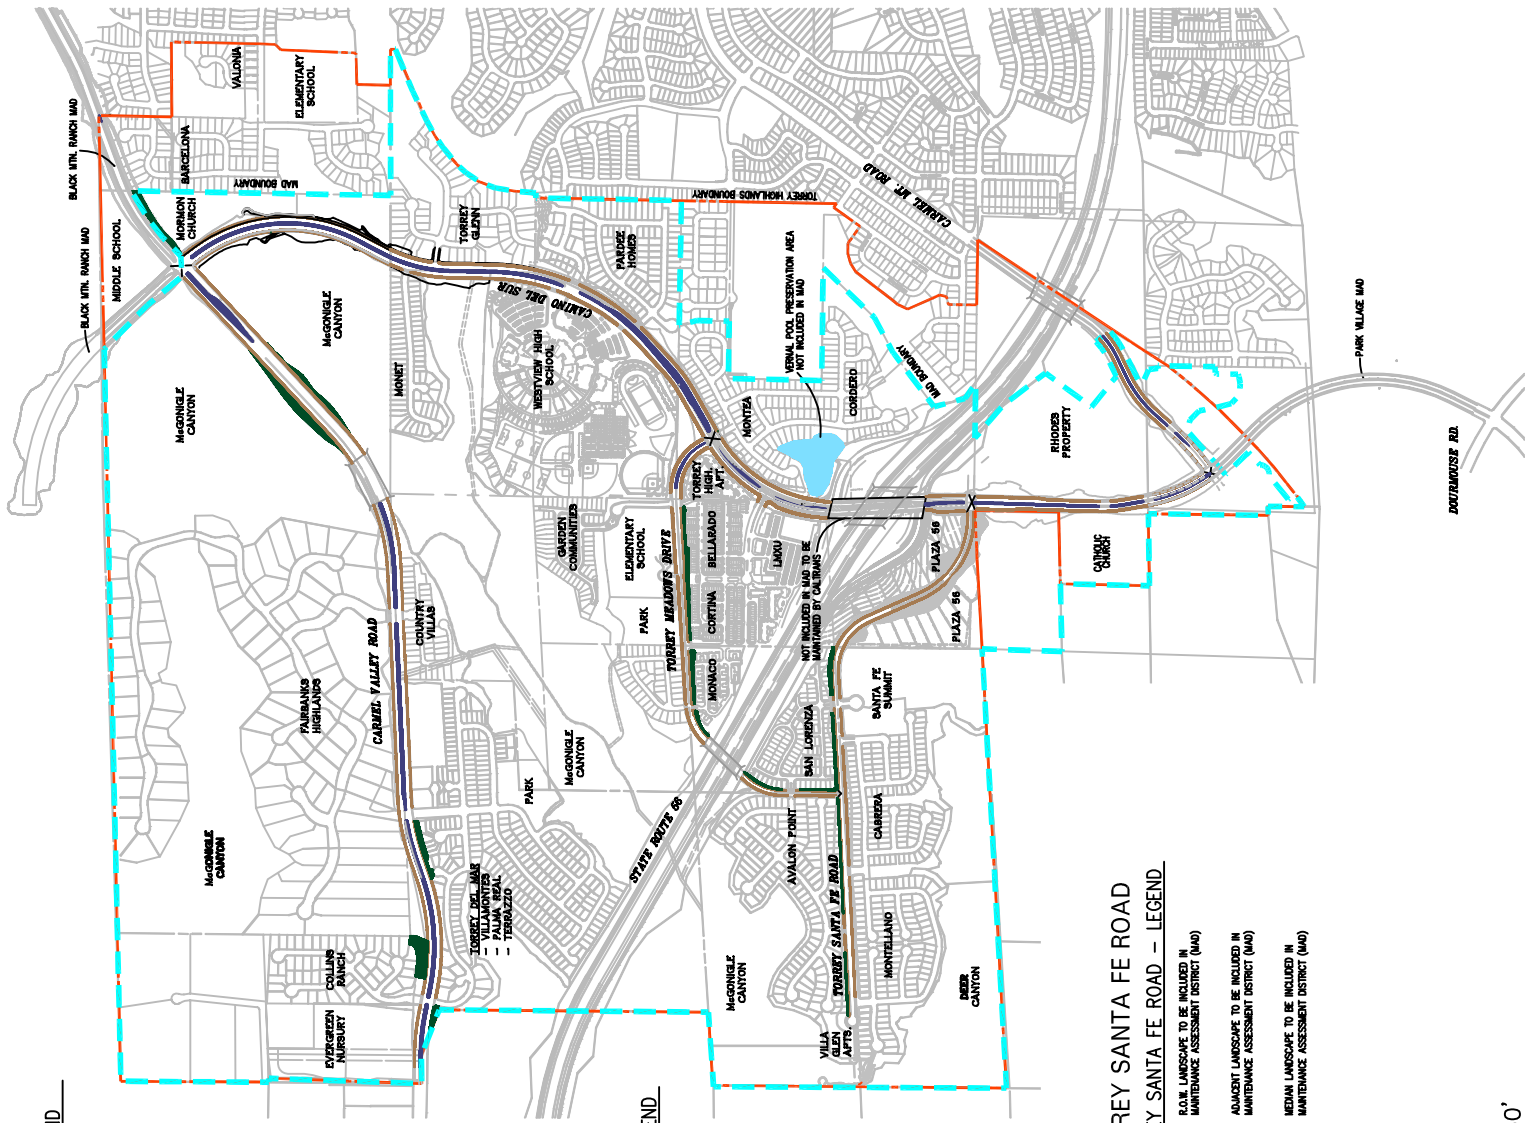 BLACK MTN. RANCH MAD
BLACK MTN. RANCH MAD
MIDDLE SCHOOL
MORMON
CHURCH
BARCELONA
VALONIA
ELEMENTARY
SCHOOL
MAD BOUNDARY
McGONIGLE
CANYON
McGONIGLE
CANYON
MONET
TORREY
GLENN
CAMINO DEL SUR
WESTVIEW HIGH
SCHOOL
PARDEE
HOMES
TORREY HIGHLANDS BOUNDARY
VERNAL POOL PRESERVATION AREA
NOT INCLUDED IN MAD
CARMEL MT. ROAD
MAD BOUNDARY
MONTEA
CORDERO
RHODES
PROPERTY
PARK VILLAGE MAD
DOURMOUSE RD.
FAIRBANKS
HIGHLANDS
CARMEL VALLEY ROAD
COUNTRY
VILLAS
GARDEN
COMMUNITIES
ELEMENTARY
SCHOOL
PARK
TORREY MEADOWS DRIVE
TORREY
HIGH.
APT.
BELLARADO
CORTINA
MONACO
LMXU
NOT INCLUDED IN MAD TO BE
MAINTAINED BY CALTRANS
PLAZA 56
PLAZA 56
CATHOLIC
CHURCH
McGONIGLE
CANYON
PARK
McGONIGLE
CANYON
STATE ROUTE 56
SAN LORENZA
SANTA FE
SUMMIT
AVALON POINT
CABRERA
TORREY SANTA FE ROAD
MONTELLANO
TORREY DEL MAR
- VILLAMONTES
- PALMA REAL
- TERRAZZO
COLLINS
RANCH
EVERGREEN
NURSURY
McGONIGLE
CANYON
DEER
CANYON
VILLA
GLEN
APTS.
ND
END
REY SANTA FE ROAD
EY SANTA FE ROAD - LEGEND
R.O.W. LANDSCAPE TO BE INCLUDED IN
MAINTENANCE ASSESSMENT DISTRICT (MAD)
ADJACENT LANDSCAPE TO BE INCLUDED IN
MAINTENANCE ASSESSMENT DISTRICT (MAD)
MEDIAN LANDSCAPE TO BE INCLUDED IN
MAINTENANCE ASSESSMENT DISTRICT (MAD)
0'